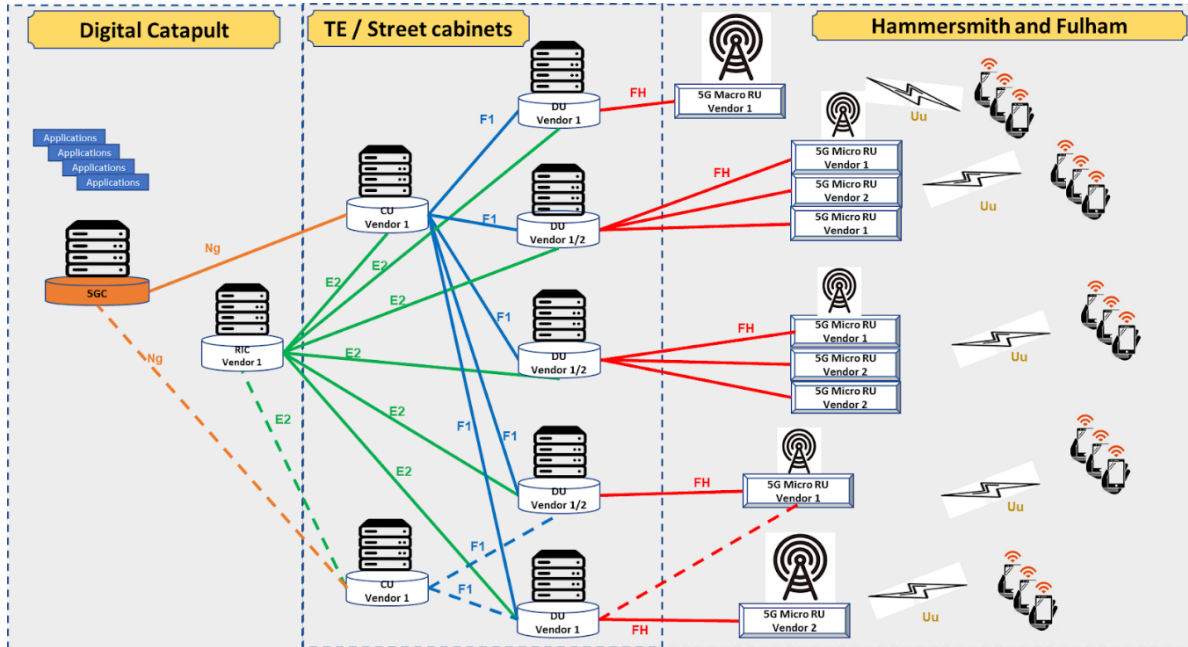 Digital Catapult
TE / Street cabinets
Hammersmith and Fulham
Applications
Applications
Applications
Applications
5GC
Ng
Ng
RIC
Vendor 1
E2
CU
Vendor 1
CU
Vendor 1
E2
E2
E2
E2
E2
E2
F1
F1
F1
F1
F1
F1
F1
DU
Vendor 1
DU
Vendor 1/2
DU
Vendor 1/2
DU
Vendor 1/2
DU
Vendor 1
FH
FH
FH
FH
FH
5G Macro RU
Vendor 1
5G Micro RU
Vendor 1
5G Micro RU
Vendor 2
5G Micro RU
Vendor 1
5G Micro RU
Vendor 1
5G Micro RU
Vendor 2
5G Micro RU
Vendor 2
5G Micro RU
Vendor 1
5G Micro RU
Vendor 2
Uu
Uu
Uu
Uu
Uu